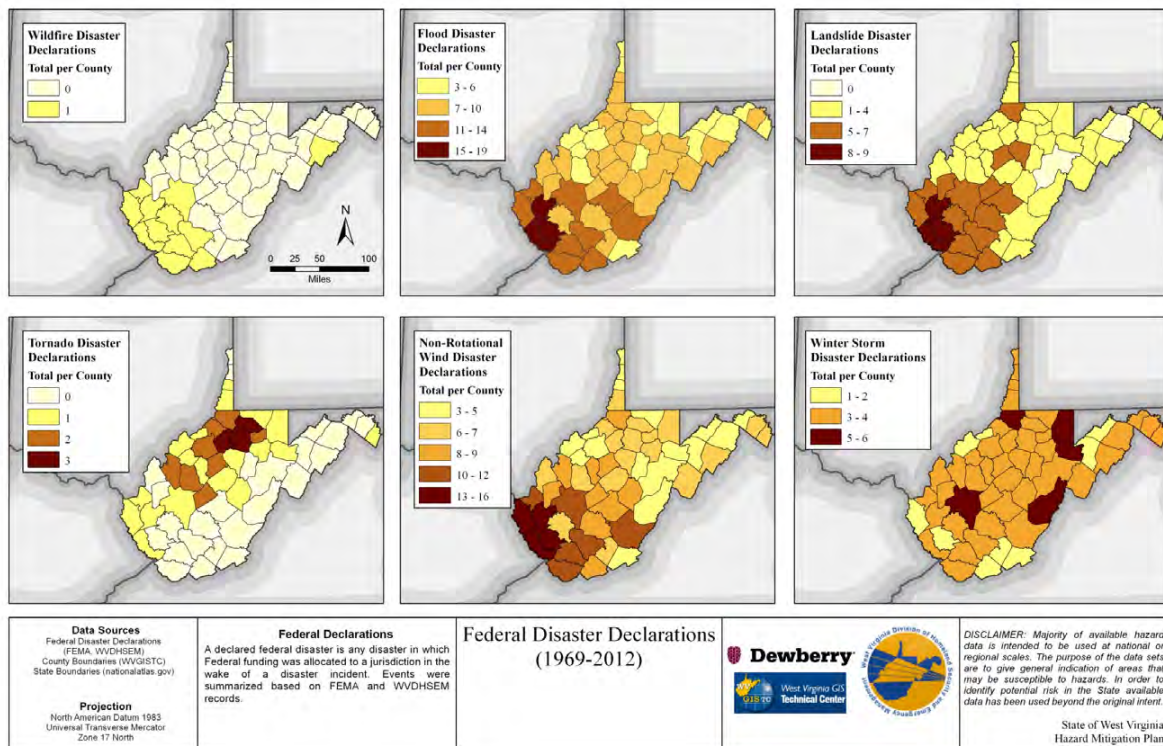 Wildfire Disaster
Declarations
Total per County
0
1
N
0 25 50 100
Miles
Flood Disaster
Declarations
Total per County
3 - 6
7 - 10
11 - 14
15 - 19
Landslide Disaster
Declarations
Total per County
0
1 - 4
5 - 7
8 - 9
Tornado Disaster
Declarations
Total per County
0
1
2
3
Non-Rotational
Wind Disaster
Declarations
Total per County
3 - 5
6 - 7
8 - 9
10 - 12
13 - 16
Winter Storm
Disaster Declarations
Total per County
1 - 2
3 - 4
5 - 6
Data Sources
Federal Disaster Declarations
(FEMA, WVDHSEM)
County Boundaries (WVGISTC)
State Boundaries (nationalatlas.gov)
Projection
North American Datum 1983
Universal Transverse Mercator
Zone 17 North
Federal Declarations
A declared federal disaster is any disaster in which
Federal funding was allocated to a jurisdiction in the
wake of a disaster incident. Events were
summarized based on FEMA and WVDHSEM
records.
Federal Disaster Declarations
(1969-2012)
Dewberry
West Virginia GIS
Technical Center
West Virginia Division of Homeland
Security and Emergency Management
DISCLAIMER: Majority of available hazard
data is intended to be used at national or
regional scales. The purpose of the data sets
are to give general indication of areas that
may be susceptible to hazards. In order to
identify potential risk in the State available
data has been used beyond the original intent.
State of West Virginia
Hazard Mitigation Plan